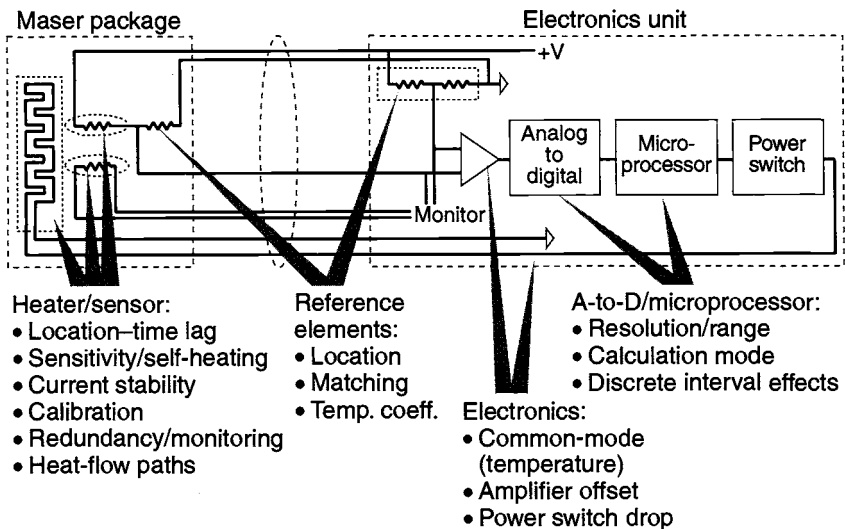 Maser package
Electronics unit
+V
Analog
to
digital
Micro-
processor
Power
switch
Monitor
Heater/sensor:
• Location–time lag
• Sensitivity/self-heating
• Current stability
• Calibration
• Redundancy/monitoring
• Heat-flow paths
Reference
elements:
• Location
• Matching
• Temp. coeff.
Electronics:
• Common-mode
(temperature)
• Amplifier offset
• Power switch drop
A-to-D/microprocessor:
• Resolution/range
• Calculation mode
• Discrete interval effects